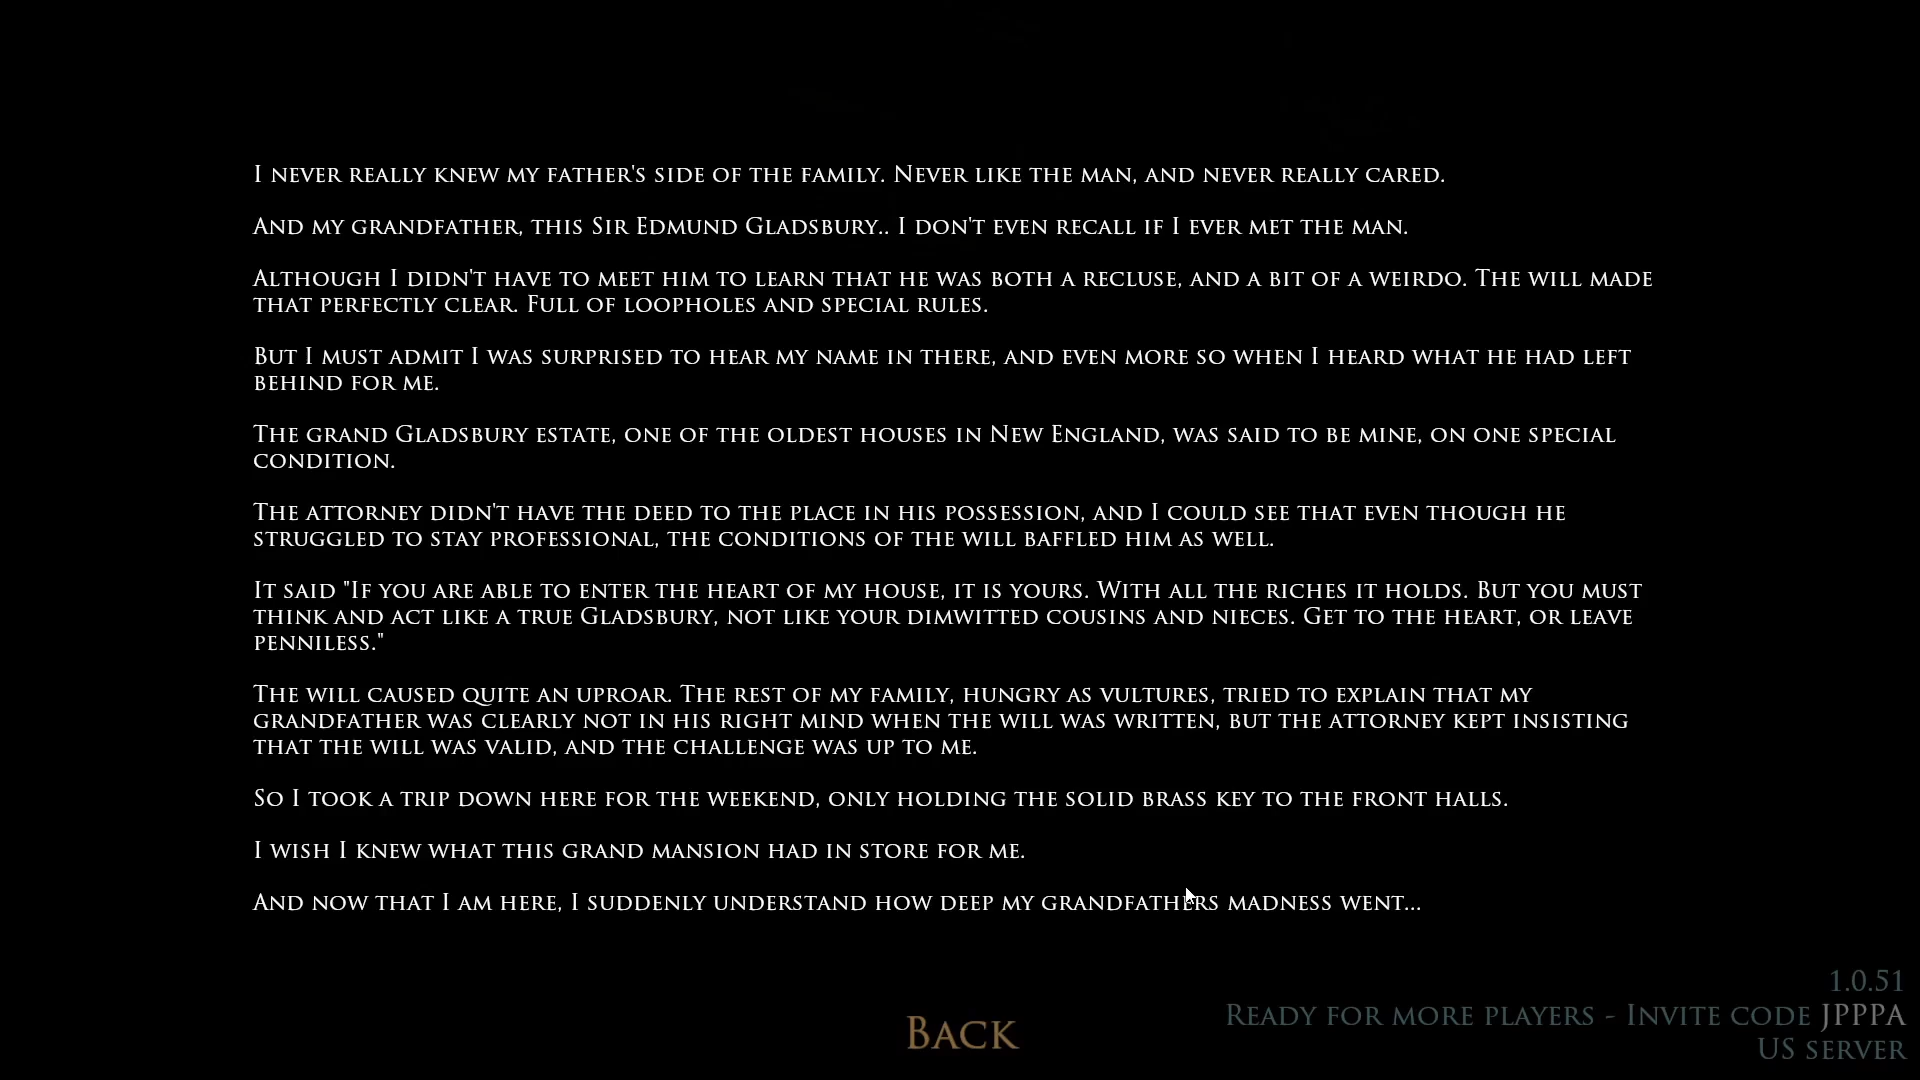 I never really knew my father's side of the family. Never like the man, and never really cared.
And my grandfather, this Sir Edmund Gladsbury.. I don't even recall if I ever met the man.
Although I didn't have to meet him to learn that he was both a recluse, and a bit of a weirdo. The will made
that perfectly clear. Full of loopholes and special rules.
But I must admit I was surprised to hear my name in there, and even more so when I heard what he had left
behind for me.
The grand Gladsbury estate, one of the oldest houses in New England, was said to be mine, on one special
condition.
The attorney didn't have the deed to the place in his possession, and I could see that even though he
struggled to stay professional, the conditions of the will baffled him as well.
It said "If you are able to enter the heart of my house, it is yours. With all the riches it holds. But you must
think and act like a true Gladsbury, not like your dimwitted cousins and nieces. Get to the heart, or leave
penniless."
The will caused quite an uproar. The rest of my family, hungry as vultures, tried to explain that my
grandfather was clearly not in his right mind when the will was written, but the attorney kept insisting
that the will was valid, and the challenge was up to me.
So I took a trip down here for the weekend, only holding the solid brass key to the front halls.
I wish I knew what this grand mansion had in store for me.
And now that I am here, I suddenly understand how deep my grandfathers madness went...
1.0.51
Ready for more players - Invite code JPPPA
Back
US server